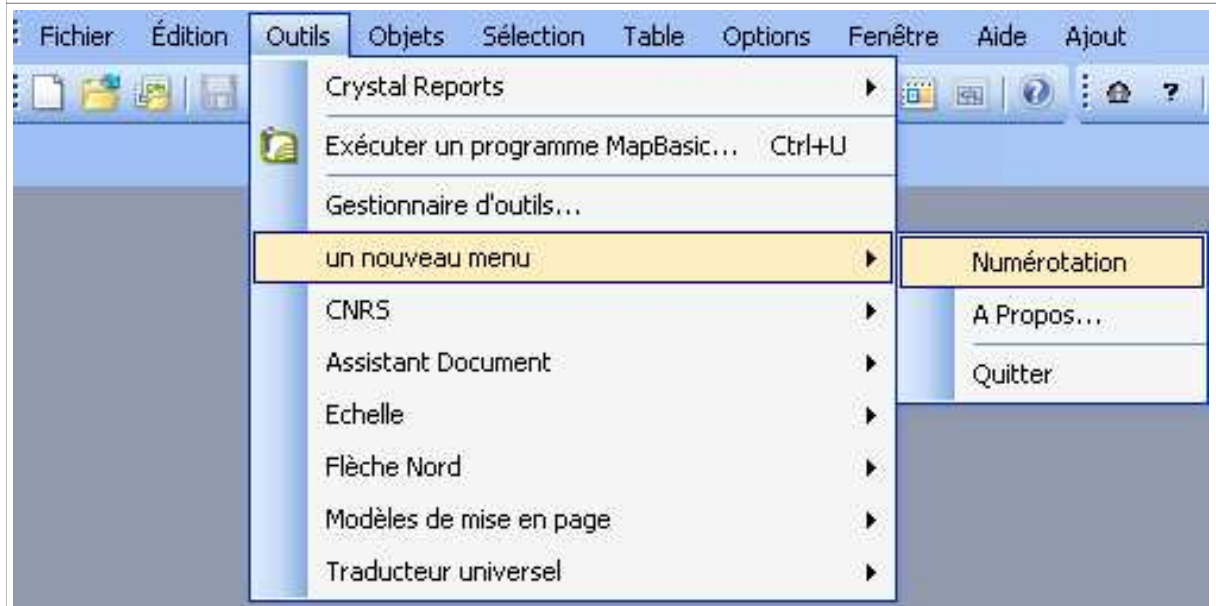 Fichier Édition Outils Objets Sélection Table Options Fenêtre Aide Ajout
Crystal Reports
Exécuter un programme MapBasic... Ctrl+U
Gestionnaire d'outils...
un nouveau menu
Numérotation
CNRS
A Propos...
Assistant Document
Quitter
Echelle
Flèche Nord
Modèles de mise en page
Traducteur universel